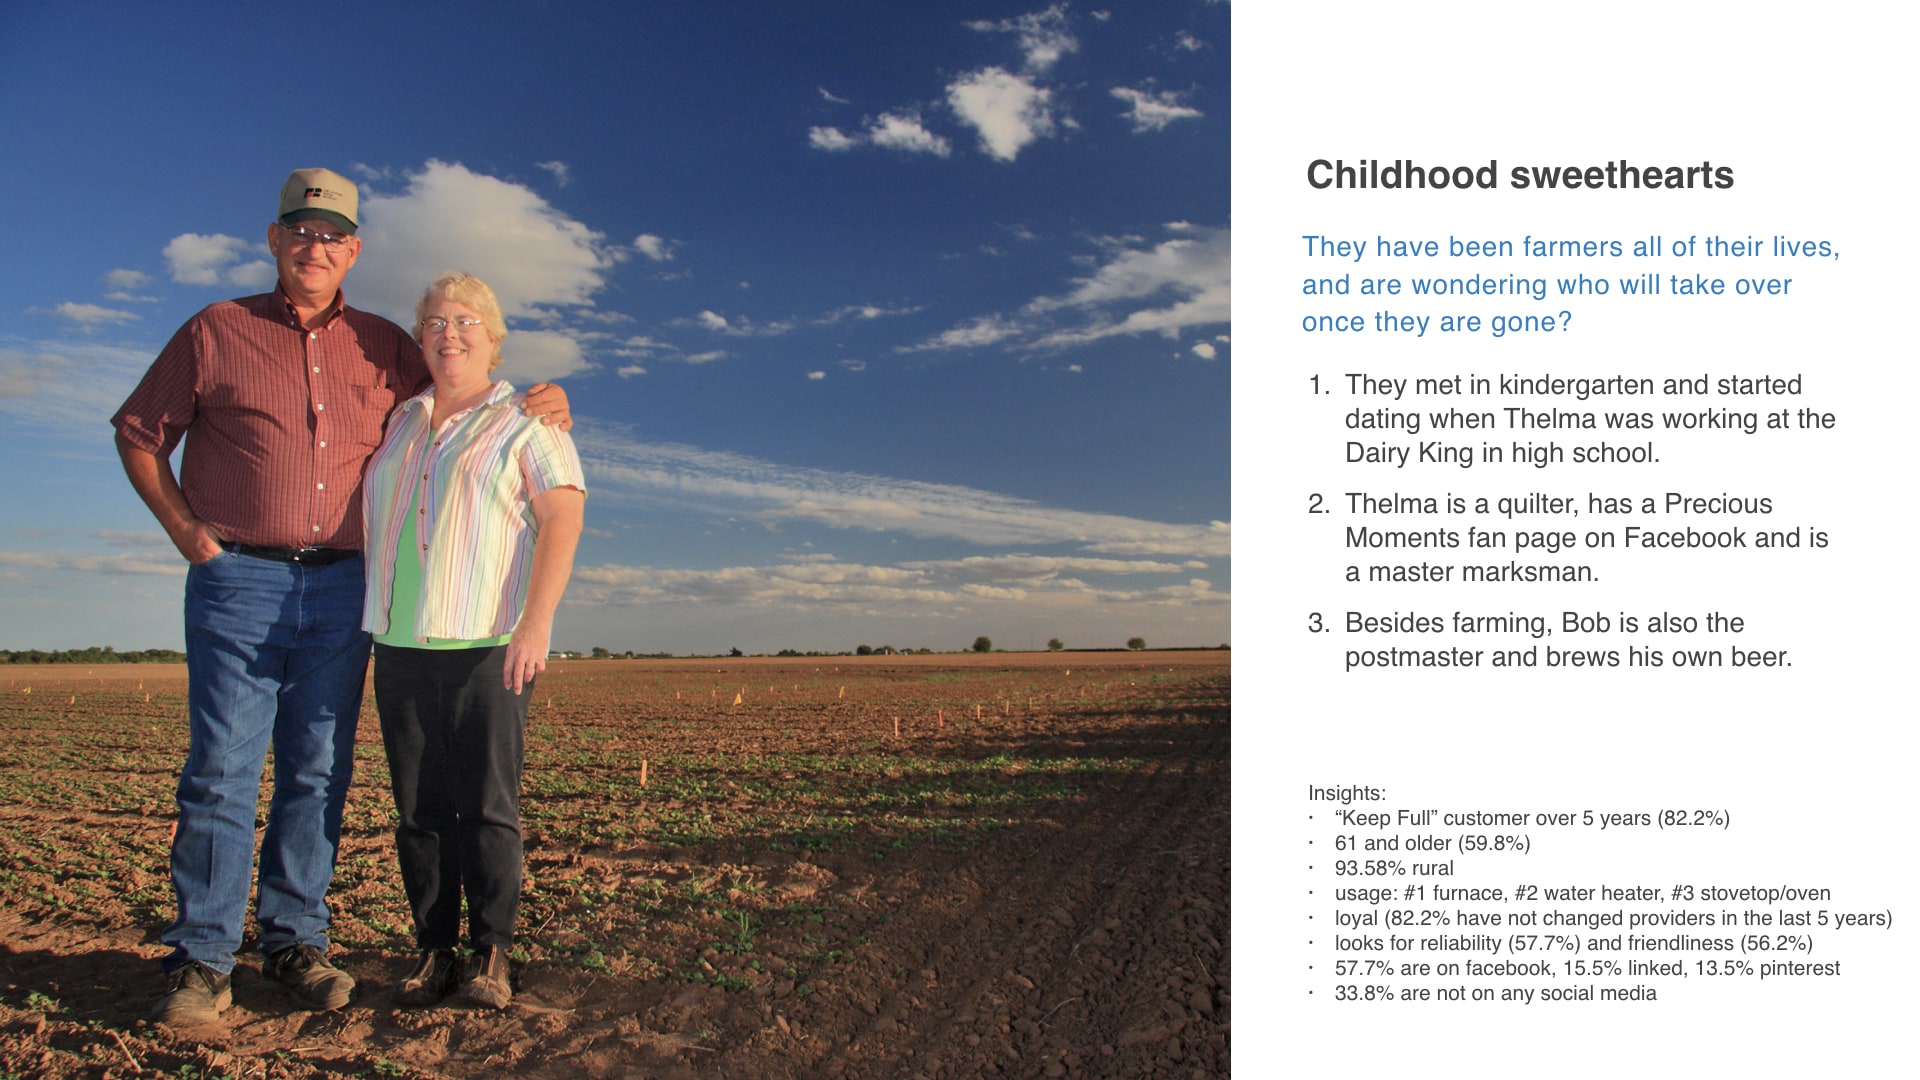 Childhood sweethearts
They have been farmers all of their lives,
and are wondering who will take over
once they are gone?
1. They met in kindergarten and started
dating when Thelma was working at the
Dairy King in high school.
2. Thelma is a quilter, has a Precious
Moments fan page on Facebook and is
a master marksman.
3. Besides farming, Bob is also the
postmaster and brews his own beer.
Insights:
· “Keep Full” customer over 5 years (82.2%)
· 61 and older (59.8%)
· 93.58% rural
· usage: #1 furnace, #2 water heater, #3 stovetop/oven
· loyal (82.2% have not changed providers in the last 5 years)
· looks for reliability (57.7%) and friendliness (56.2%)
· 57.7% are on facebook, 15.5% linked, 13.5% pinterest
· 33.8% are not on any social media